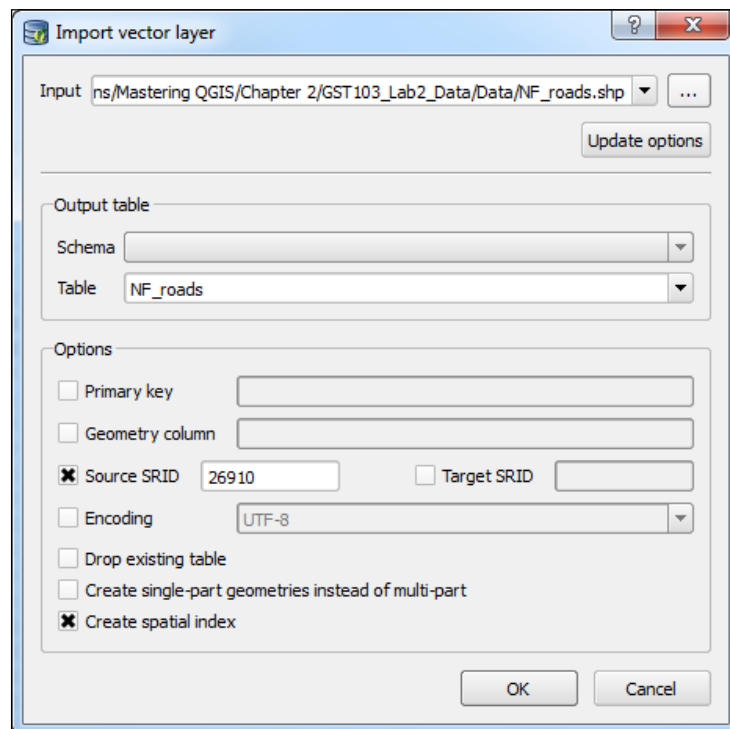 Import vector layer
Input ns/Mastering QGIS/Chapter 2/GST103_Lab2_Data/Data/NF_roads.shp ...
Update options
Output table
Schema
Table NF_roads
Options
Primary key
Geometry column
Source SRID 26910 Target SRID
Encoding UTF-8
Drop existing table
Create single-part geometries instead of multi-part
Create spatial index
OK Cancel